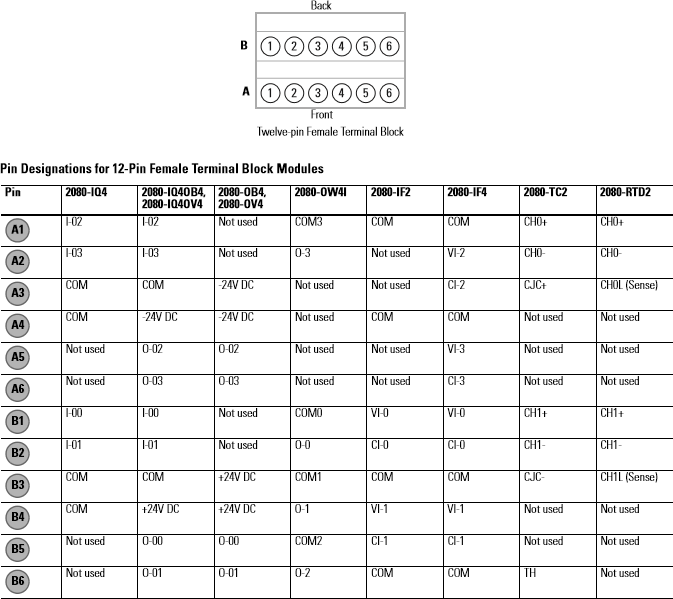 Back
B 1 2 3 4 5 6
A 1 2 3 4 5 6
Front
Twelve-pin Female Terminal Block
Pin Designations for 12-Pin Female Terminal Block Modules
Pin 2080-IQ4 2080-IQ4OB4, 2080-IQ4OV4 2080-OB4, 2080-OV4 2080-OW4I 2080-IF2 2080-IF4 2080-TC2 2080-RTD2
A1 I-02 I-02 Not used COM3 COM COM CH0+ CH0+
A2 I-03 I-03 Not used O-3 Not used VI-2 CH0- CH0-
A3 COM COM -24V DC Not used Not used CI-2 CJC+ CH0L (Sense)
A4 COM -24V DC -24V DC Not used COM COM Not used Not used
A5 Not used O-02 O-02 Not used Not used VI-3 Not used Not used
A6 Not used O-03 O-03 Not used Not used CI-3 Not used Not used
B1 I-00 I-00 Not used COM0 VI-0 VI-0 CH1+ CH1+
B2 I-01 I-01 Not used O-0 CI-0 CI-0 CH1- CH1-
B3 COM COM +24V DC COM1 COM COM CJC- CH1L (Sense)
B4 COM +24V DC +24V DC O-1 VI-1 VI-1 Not used Not used
B5 Not used O-00 O-00 COM2 CI-1 CI-1 Not used Not used
B6 Not used O-01 O-01 O-2 COM COM TH Not used